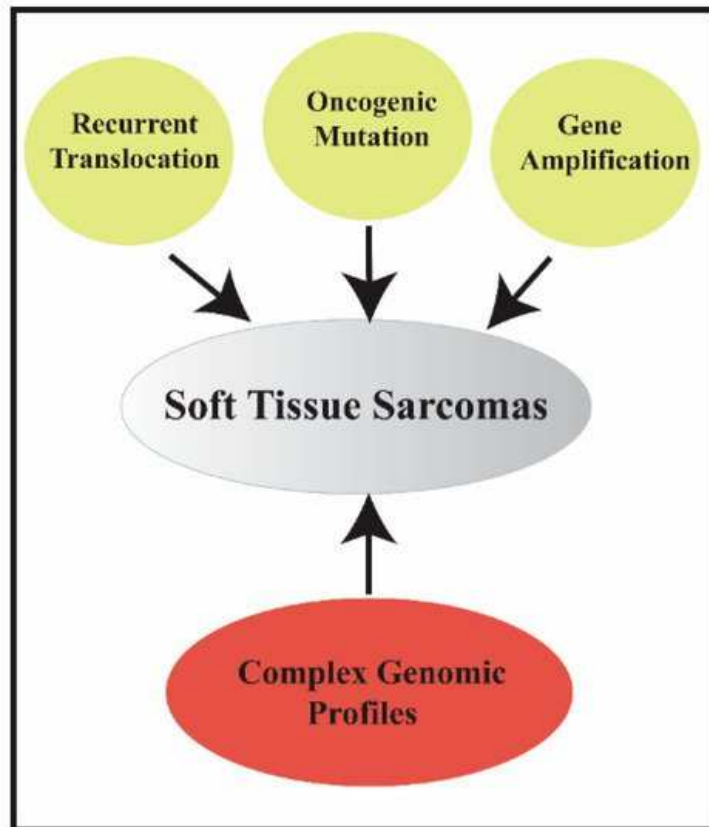 Recurrent
Translocation
Oncogenic
Mutation
Gene
Amplification
Soft Tissue Sarcomas
Complex Genomic
Profiles